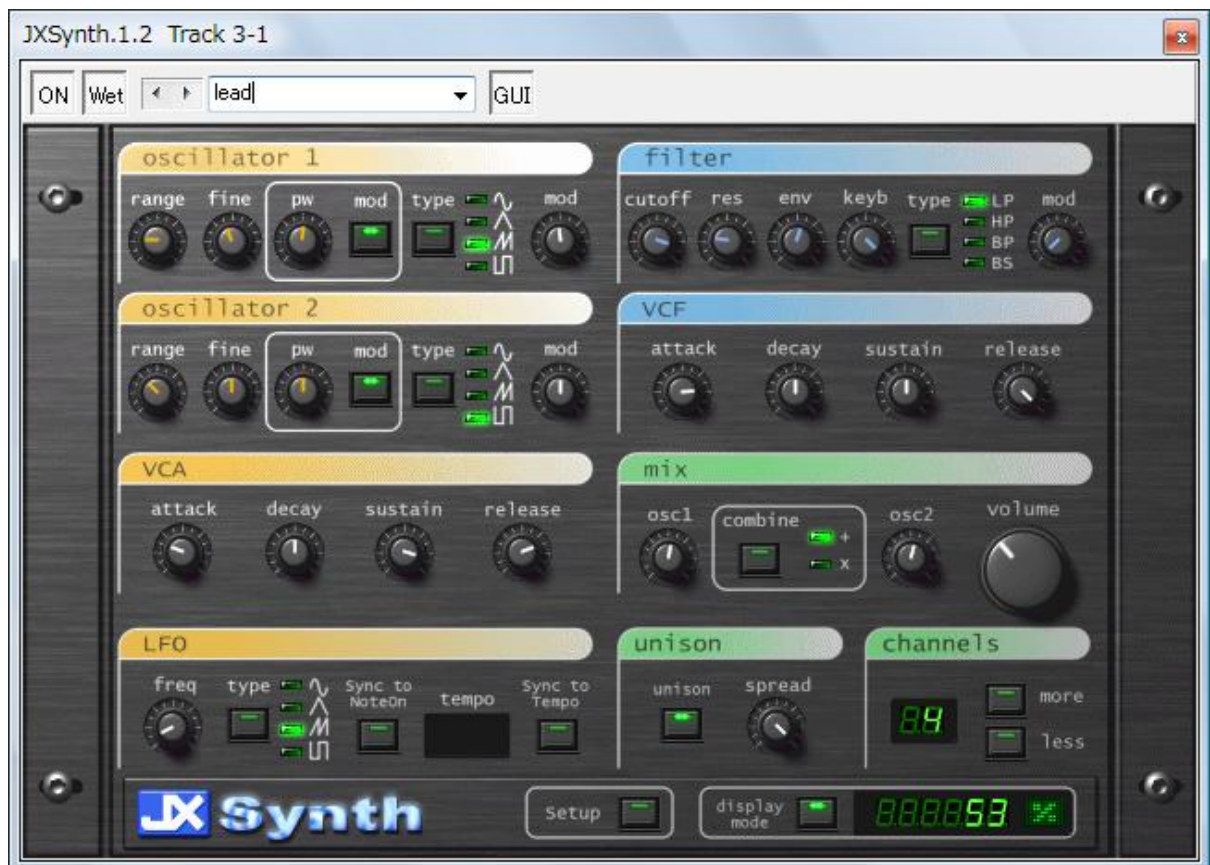 JXSynth.1.2 Track 3-1
x
ON Wet lead GUI
oscillator 1
range fine pw mod type mod
filter
cutoff res env keyb type LP mod
HP
BP
BS
oscillator 2
range fine pw mod type mod
VCF
attack decay sustain release
VCA
attack decay sustain release
mix
osc1 combine + osc2 volume
x
LFO
freq type Sync to NoteOn tempo Sync to Tempo
unison
unison spread
channels
4 more
less
JX Synth
Setup
display mode
53 %